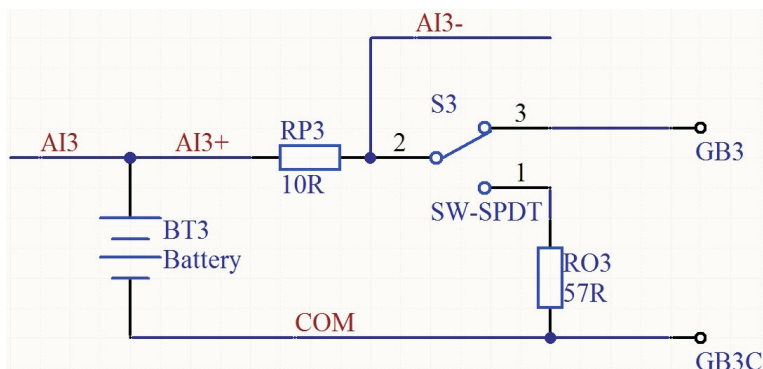 AI3-
S3
3
AI3
AI3+
RP3
2
GB3
10R
1
SW-SPDT
BT3
Battery
RO3
57R
COM
GB3C